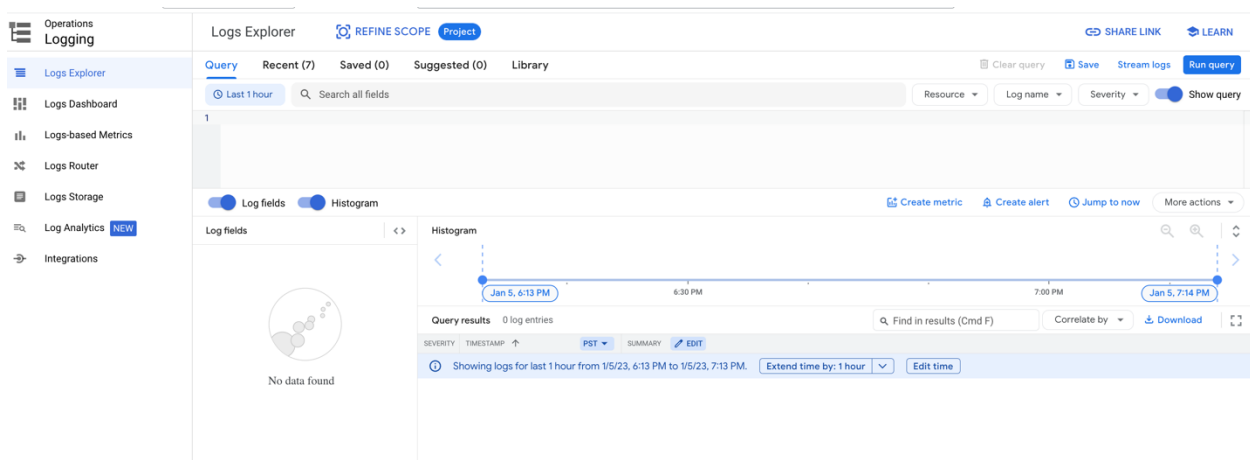 Operations
Logging
Logs Explorer
REFINE SCOPE
Project
SHARE LINK
LEARN
Logs Explorer
Logs Dashboard
Logs-based Metrics
Logs Router
Logs Storage
Log Analytics NEW
Integrations
Query Recent (7) Saved (0) Suggested (0) Library
Clear query Save Stream logs Run query
Last 1 hour Search all fields Resource Log name Severity Show query
1
Log fields Histogram Create metric Create alert Jump to now More actions
Log fields
No data found
Histogram
6:30 PM 7:00 PM
Jan 5, 6:13 PM Jan 5, 7:14 PM
Query results 0 log entries Find in results (Cmd F) Correlate by Download
SEVERITY TIMESTAMP PST SUMMARY EDIT
Showing logs for last 1 hour from 1/5/23, 6:13 PM to 1/5/23, 7:13 PM. Extend time by: 1 hour Edit time